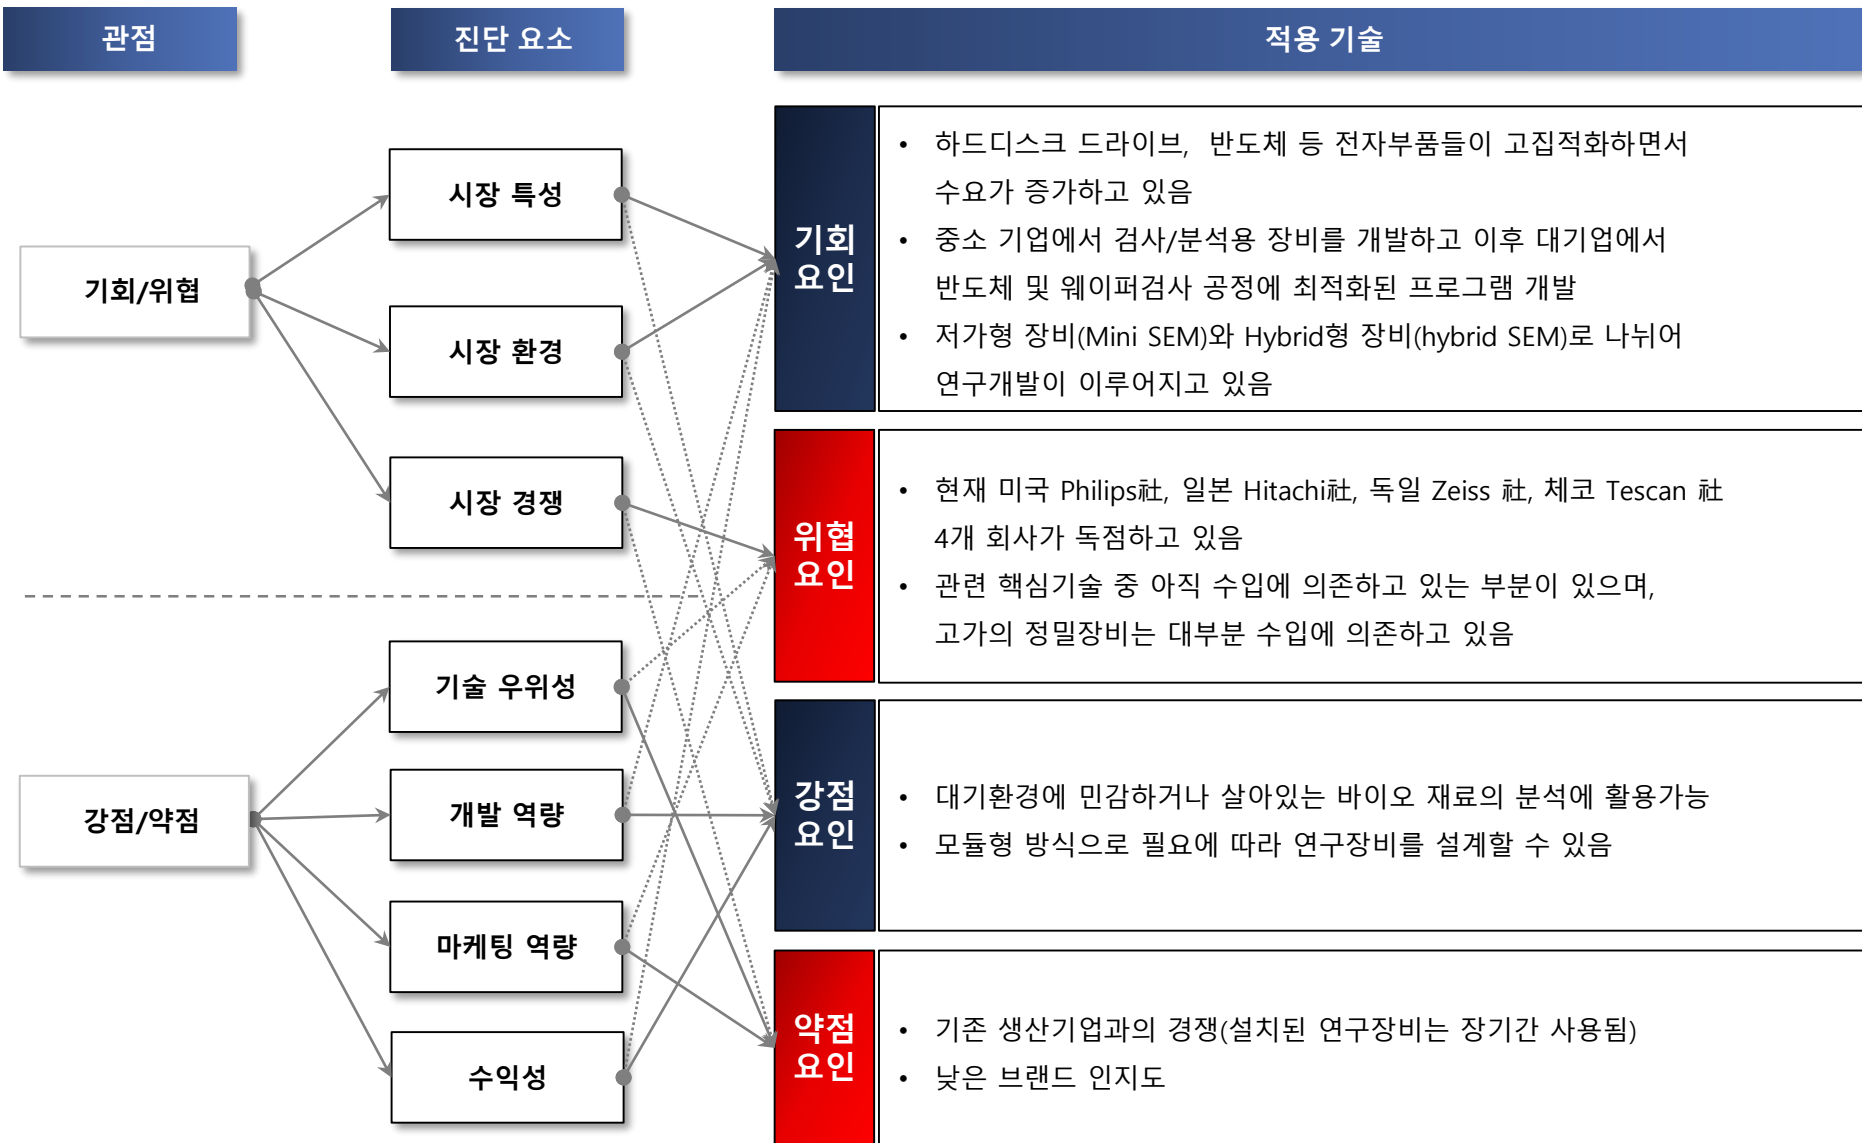 관점
진단 요소
적용 기술
기회/위협
시장 특성
시장 환경
시장 경쟁
강점/약점
기술 우위성
개발 역량
마케팅 역량
수익성
기회
요인
• 하드디스크 드라이브, 반도체 등 전자부품들이 고집적화하면서
수요가 증가하고 있음
• 중소 기업에서 검사/분석용 장비를 개발하고 이후 대기업에서
반도체 및 웨이퍼검사 공정에 최적화된 프로그램 개발
• 저가형 장비(Mini SEM)와 Hybrid형 장비(hybrid SEM)로 나뉘어
연구개발이 이루어지고 있음
위협
요인
• 현재 미국 Philips社, 일본 Hitachi社, 독일 Zeiss 社, 체코 Tescan 社
4개 회사가 독점하고 있음
• 관련 핵심기술 중 아직 수입에 의존하고 있는 부분이 있으며,
고가의 정밀장비는 대부분 수입에 의존하고 있음
강점
요인
• 대기환경에 민감하거나 살아있는 바이오 재료의 분석에 활용가능
• 모듈형 방식으로 필요에 따라 연구장비를 설계할 수 있음
약점
요인
• 기존 생산기업과의 경쟁(설치된 연구장비는 장기간 사용됨)
• 낮은 브랜드 인지도